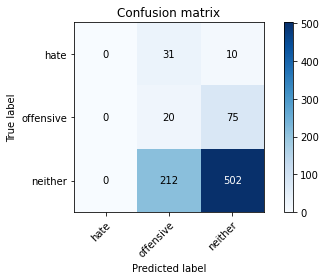 Confusion matrix
500
hate 0 31 10
400
300
offensive 0 20 75
200
neither 0 212 502
100
0
hate offensive neither
True label
Predicted label